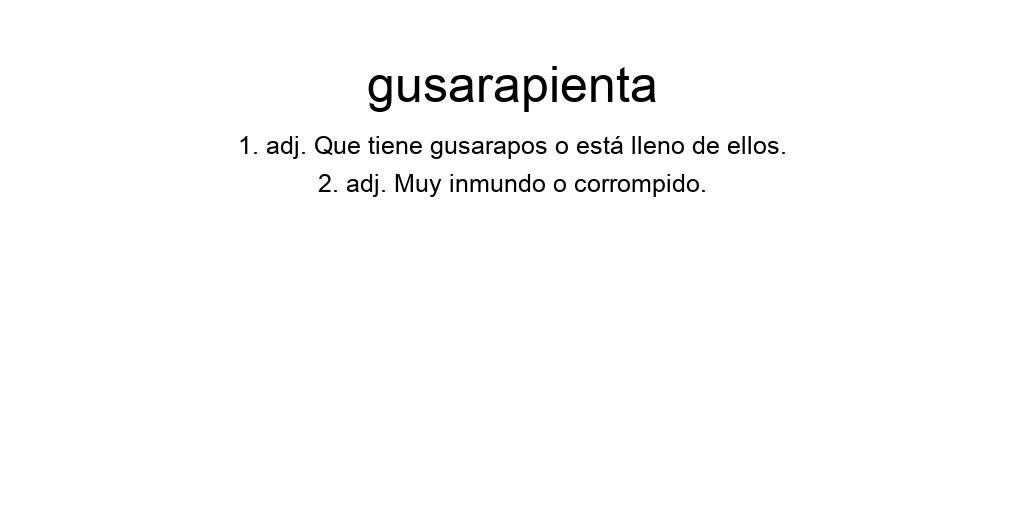 gusarapienta
1. adj. Que tiene gusarapos o está lleno de ellos.
2. adj. Muy inmundo o corrompido.